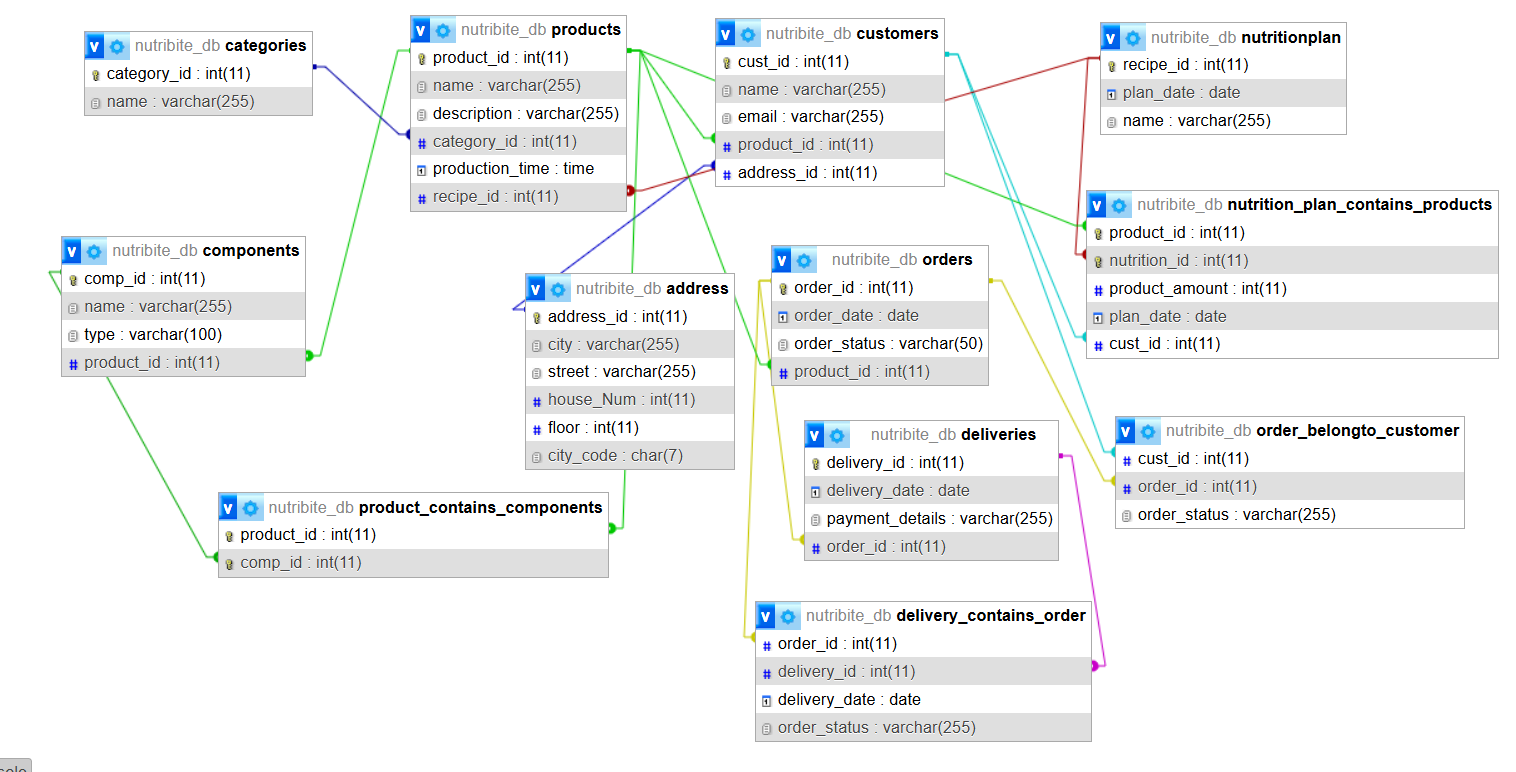 nutribite_db categories
category_id : int(11)
name : varchar(255)
nutribite_db products
product_id : int(11)
name : varchar(255)
description : varchar(255)
category_id : int(11)
production_time : time
recipe_id : int(11)
nutribite_db customers
cust_id : int(11)
name : varchar(255)
email : varchar(255)
product_id : int(11)
address_id : int(11)
nutribite_db nutritionplan
recipe_id : int(11)
plan_date : date
name : varchar(255)
nutribite_db components
comp_id : int(11)
name : varchar(255)
type : varchar(100)
product_id : int(11)
nutribite_db address
address_id : int(11)
city : varchar(255)
street : varchar(255)
house_Num : int(11)
floor : int(11)
city_code : char(7)
nutribite_db orders
order_id : int(11)
order_date : date
order_status : varchar(50)
product_id : int(11)
nutribite_db nutrition_plan_contains_products
product_id : int(11)
nutrition_id : int(11)
product_amount : int(11)
plan_date : date
cust_id : int(11)
nutribite_db product_contains_components
product_id : int(11)
comp_id : int(11)
nutribite_db deliveries
delivery_id : int(11)
delivery_date : date
payment_details : varchar(255)
order_id : int(11)
nutribite_db order_belongto_customer
cust_id : int(11)
order_id : int(11)
order_status : varchar(255)
nutribite_db delivery_contains_order
order_id : int(11)
delivery_id : int(11)
delivery_date : date
order_status : varchar(255)